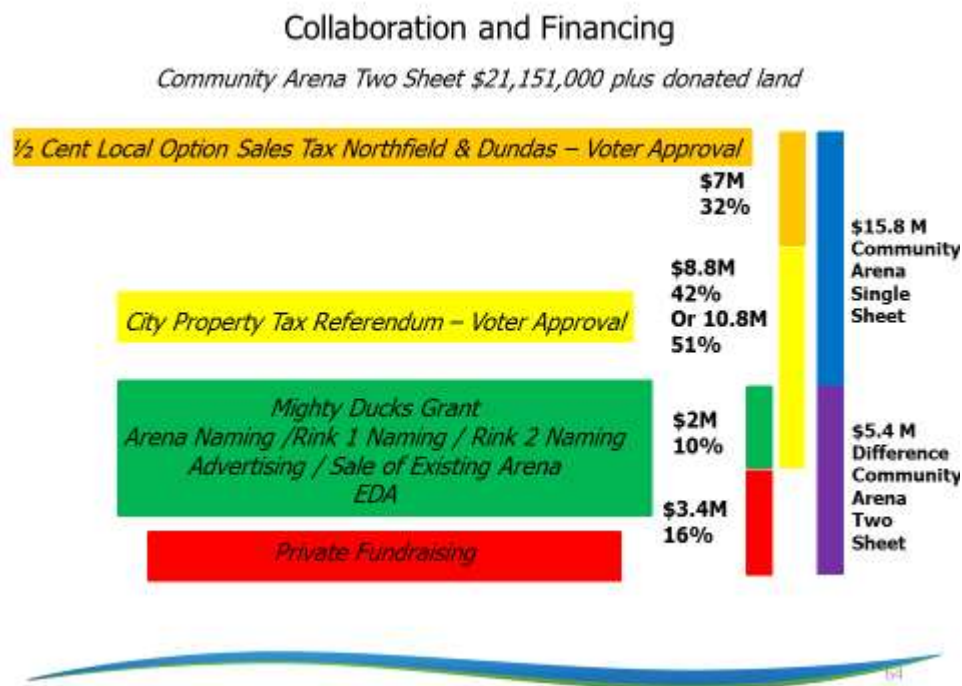 Collaboration and Financing
Community Arena Two Sheet $21,151,000 plus donated land
½ Cent Local Option Sales Tax Northfield & Dundas – Voter Approval
$7M
32%
$15.8 M
Community
Arena
Single
Sheet
$8.8M
42%
Or 10.8M
51%
City Property Tax Referendum – Voter Approval
Mighty Ducks Grant
Arena Naming /Rink 1 Naming / Rink 2 Naming
Advertising / Sale of Existing Arena
EDA
$2M
10%
$5.4 M
Difference
Community
Arena
Two
Sheet
$3.4M
16%
Private Fundraising
64